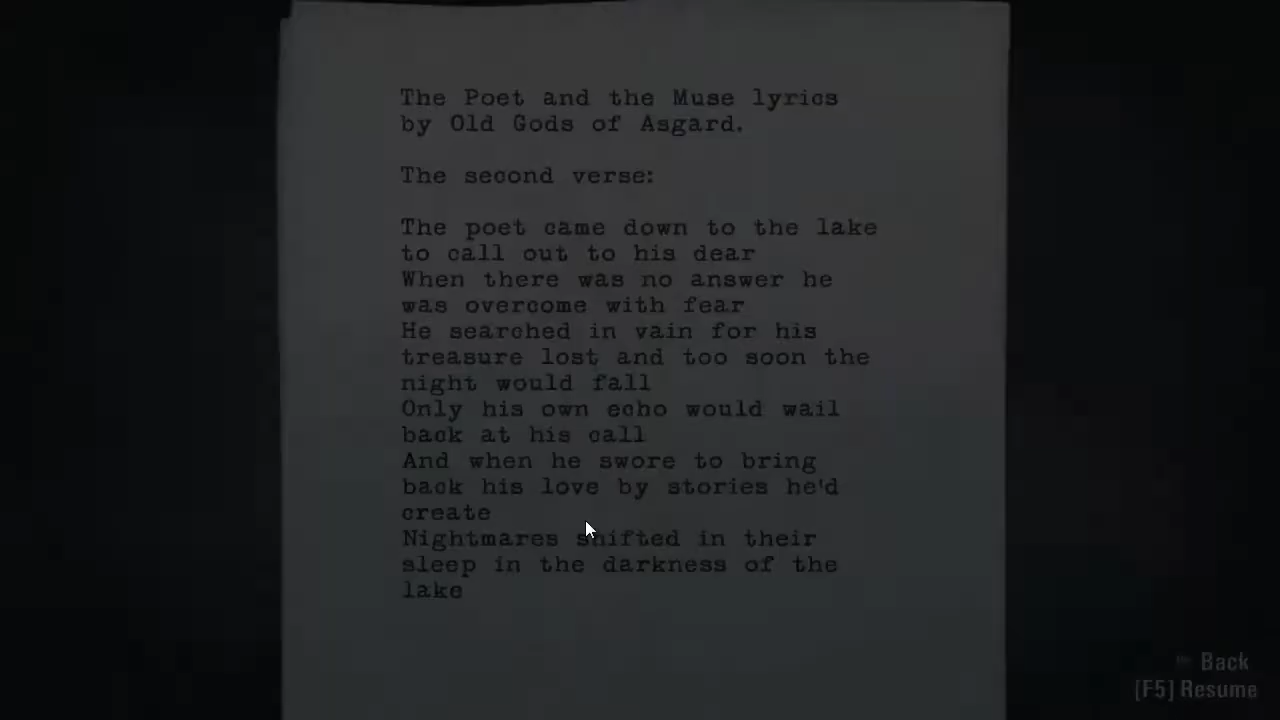 The Poet and the Muse lyrics
by Old Gods of Asgard.
The second verse:
The poet came down to the lake
to call out to his dear
When there was no answer he
was overcome with fear
He searched in vain for his
treasure lost and too soon the
night would fall
Only his own echo would wail
back at his call
And when he swore to bring
back his love by stories he'd
create
Nightmares shifted in their
sleep in the darkness of the
lake
Back
[F5] Resume